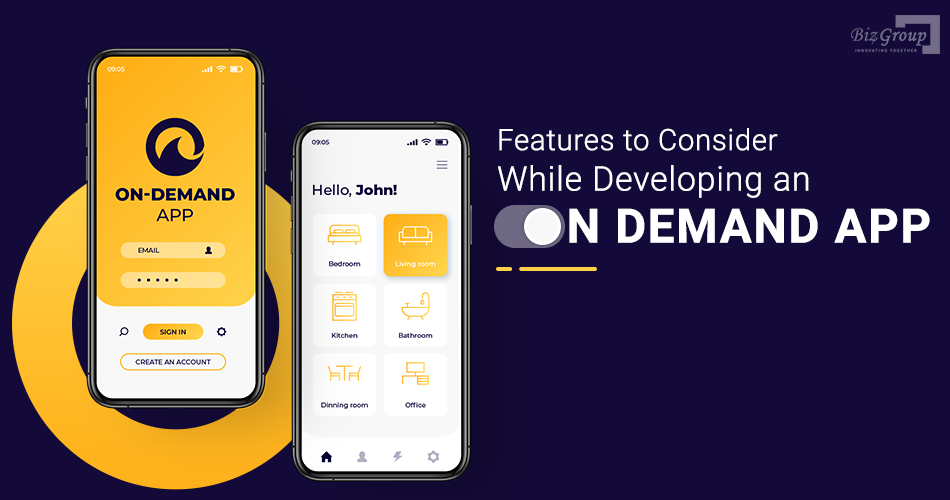 BizGroup
INNOVATING TOGETHER
09:05
ON-DEMAND
APP
EMAIL
SIGN IN
CREATE AN ACCOUNT
09:05
Hello, John!
Bedroom
Living room
Kitchen
Bathroom
Dinning room
Office
Features to Consider
While Developing an
ON DEMAND APP